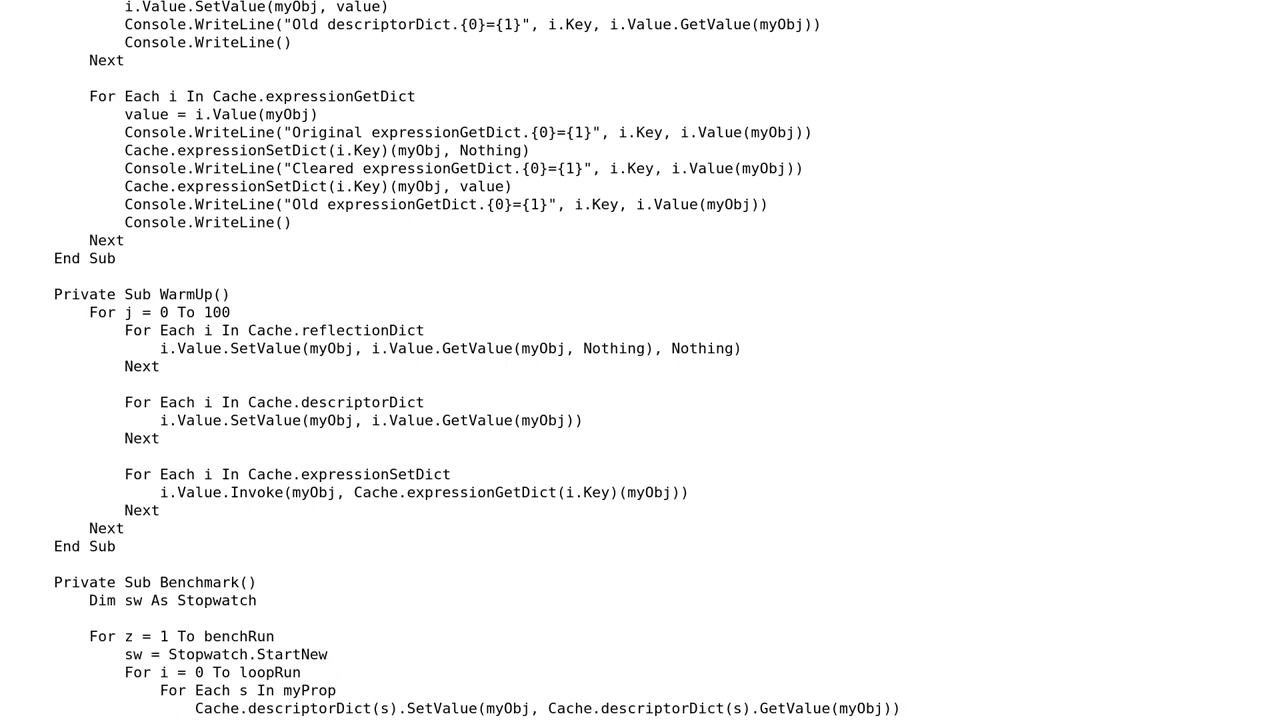 i.Value.SetValue(myObj, value)
Console.WriteLine("Old descriptorDict.{0}={1}", i.Key, i.Value.GetValue(myObj))
Console.WriteLine()
Next
For Each i In Cache.expressionGetDict
value = i.Value(myObj)
Console.WriteLine("Original expressionGetDict.{0}={1}", i.Key, i.Value(myObj))
Cache.expressionSetDict(i.Key)(myObj, Nothing)
Console.WriteLine("Cleared expressionGetDict.{0}={1}", i.Key, i.Value(myObj))
Cache.expressionSetDict(i.Key)(myObj, value)
Console.WriteLine("Old expressionGetDict.{0}={1}", i.Key, i.Value(myObj))
Console.WriteLine()
Next
End Sub
Private Sub WarmUp()
For j = 0 To 100
For Each i In Cache.reflectionDict
i.Value.SetValue(myObj, i.Value.GetValue(myObj, Nothing), Nothing)
Next
For Each i In Cache.descriptorDict
i.Value.SetValue(myObj, i.Value.GetValue(myObj))
Next
For Each i In Cache.expressionSetDict
i.Value.Invoke(myObj, Cache.expressionGetDict(i.Key)(myObj))
Next
Next
End Sub
Private Sub Benchmark()
Dim sw As Stopwatch
For z = 1 To benchRun
sw = Stopwatch.StartNew
For i = 0 To loopRun
For Each s In myProp
Cache.descriptorDict(s).SetValue(myObj, Cache.descriptorDict(s).GetValue(myObj))